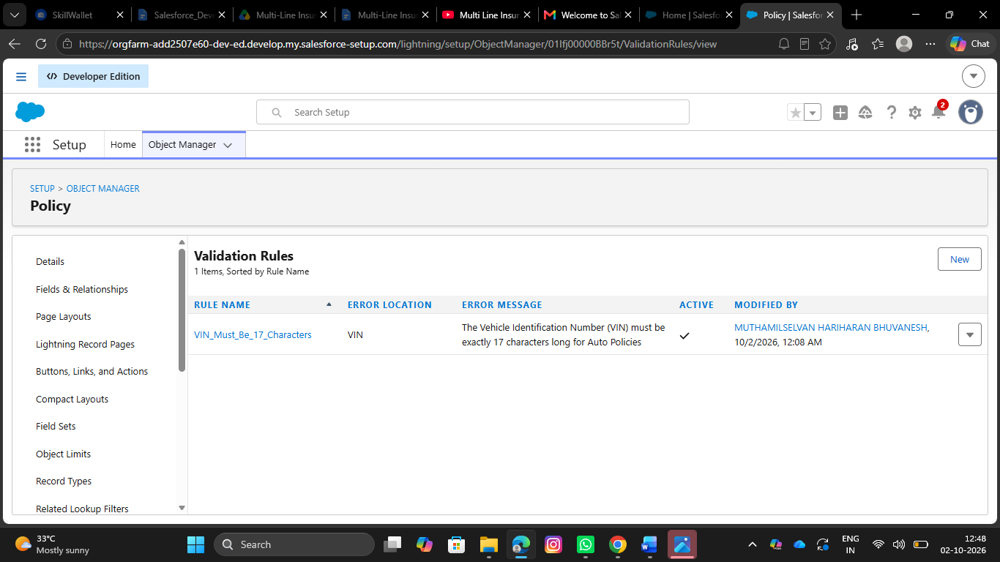 SkillWallet
Salesforce_Dev
Multi-Line Insu
Multi-Line Insu
Multi Line Insur
Welcome to Sal
Home | Salesfo
Policy | Salesfor
https://orgfarm-add2507e60-dev-ed.develop.my.salesforce-setup.com/lightning/setup/ObjectManager/01Ifj00000BBr5t/ValidationRules/view
Chat
Developer Edition
Search Setup
2
Setup
Home
Object Manager
SETUP > OBJECT MANAGER
Policy
Details
Fields & Relationships
Page Layouts
Lightning Record Pages
Buttons, Links, and Actions
Compact Layouts
Field Sets
Object Limits
Record Types
Related Lookup Filters
Validation Rules
1 Items, Sorted by Rule Name
New
RULE NAME ERROR LOCATION ERROR MESSAGE ACTIVE MODIFIED BY
VIN_Must_Be_17_Characters VIN The Vehicle Identification Number (VIN) must be MUTHAMILSELVAN HARIHARAN BHUVANESH,
exactly 17 characters long for Auto Policies 10/2/2026, 12:08 AM
33°C
Mostly sunny
Search
ENG
IN
12:48
02-10-2026